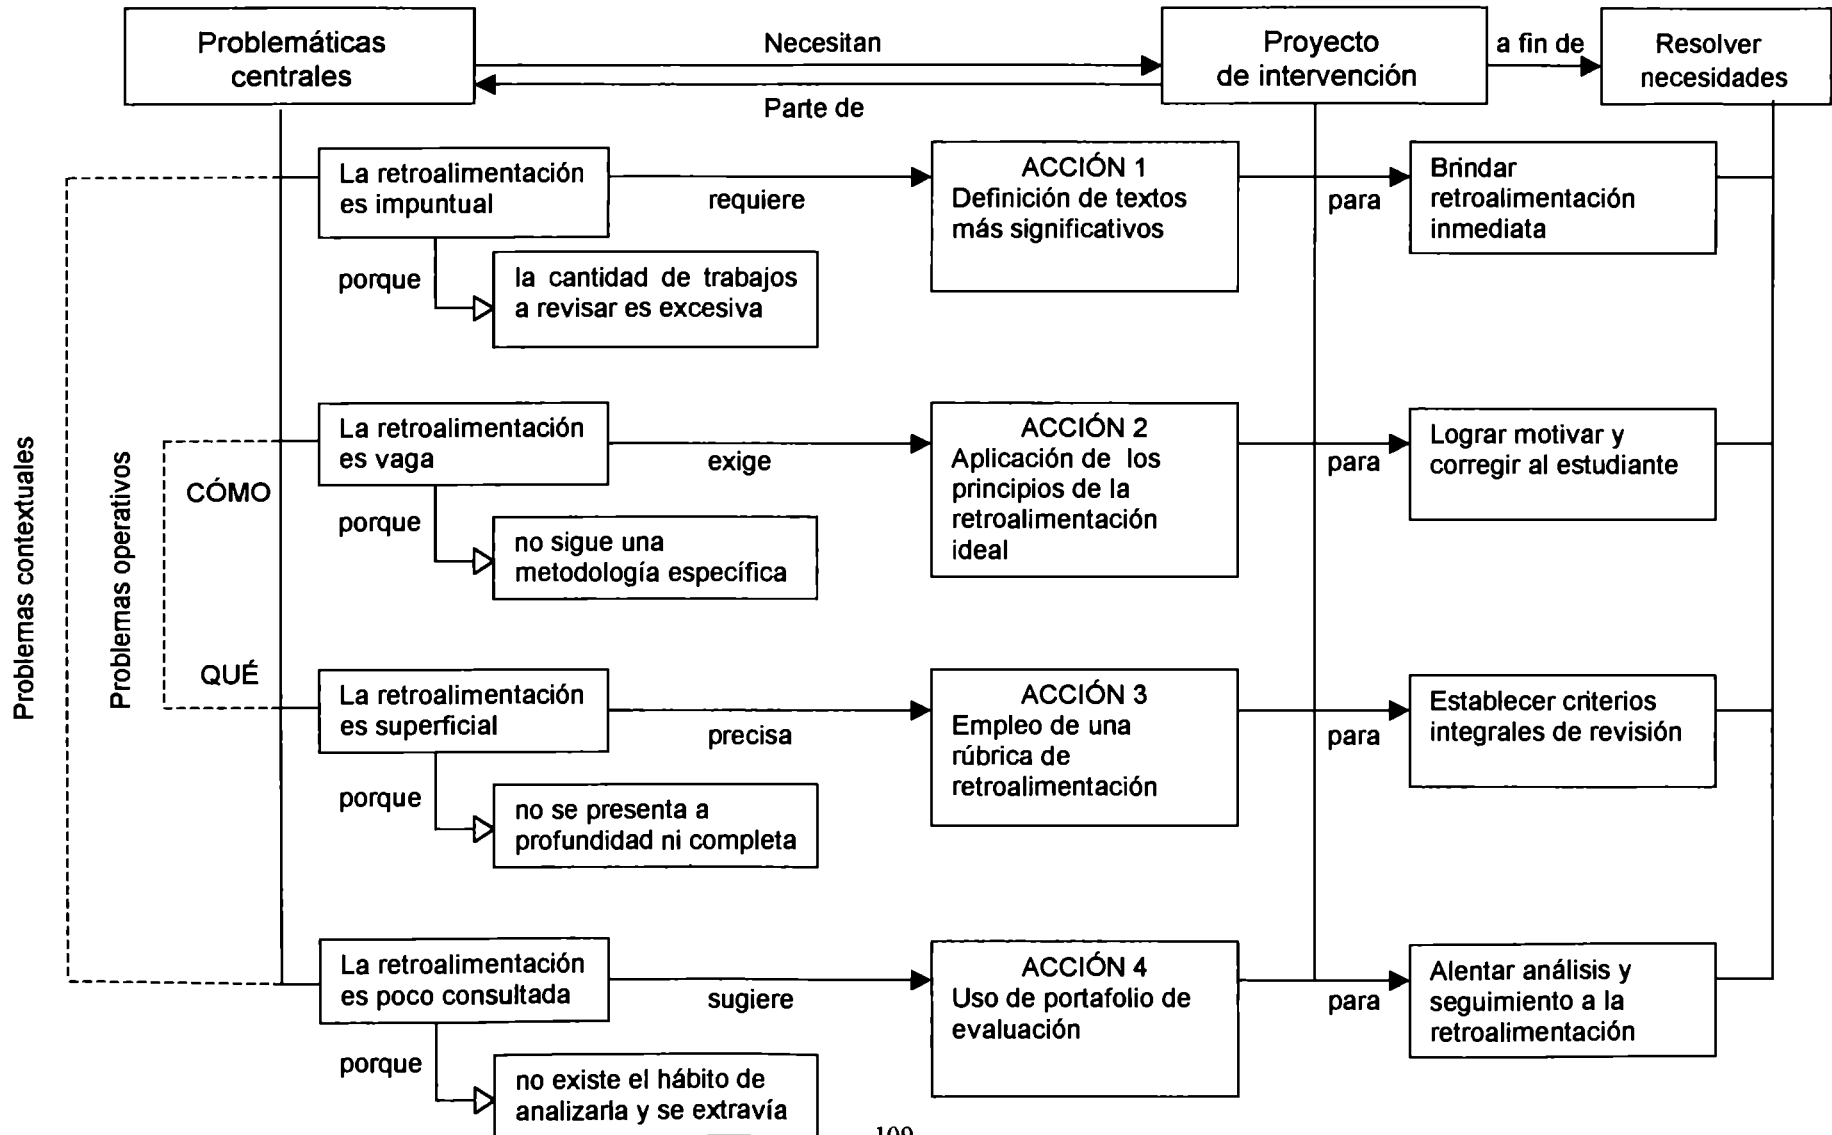 Problemáticas
centrales
Necesitan
Parte de
Proyecto
de intervención
a fin de
Resolver
necesidades
Problemas contextuales
Problemas operativos
CÓMO
QUÉ
La retroalimentación
es impuntual
porque
la cantidad de trabajos
a revisar es excesiva
requiere
ACCIÓN 1
Definición de textos
más significativos
para
Brindar
retroalimentación
inmediata
La retroalimentación
es vaga
porque
no sigue una
metodología específica
exige
ACCIÓN 2
Aplicación de los
principios de la
retroalimentación
ideal
para
Lograr motivar y
corregir al estudiante
La retroalimentación
es superficial
porque
no se presenta a
profundidad ni completa
precisa
ACCIÓN 3
Empleo de una
rúbrica de
retroalimentación
para
Establecer criterios
integrales de revisión
La retroalimentación
es poco consultada
porque
no existe el hábito de
analizarla y se extravía
sugiere
ACCIÓN 4
Uso de portafolio de
evaluación
para
Alentar análisis y
seguimiento a la
retroalimentación
109